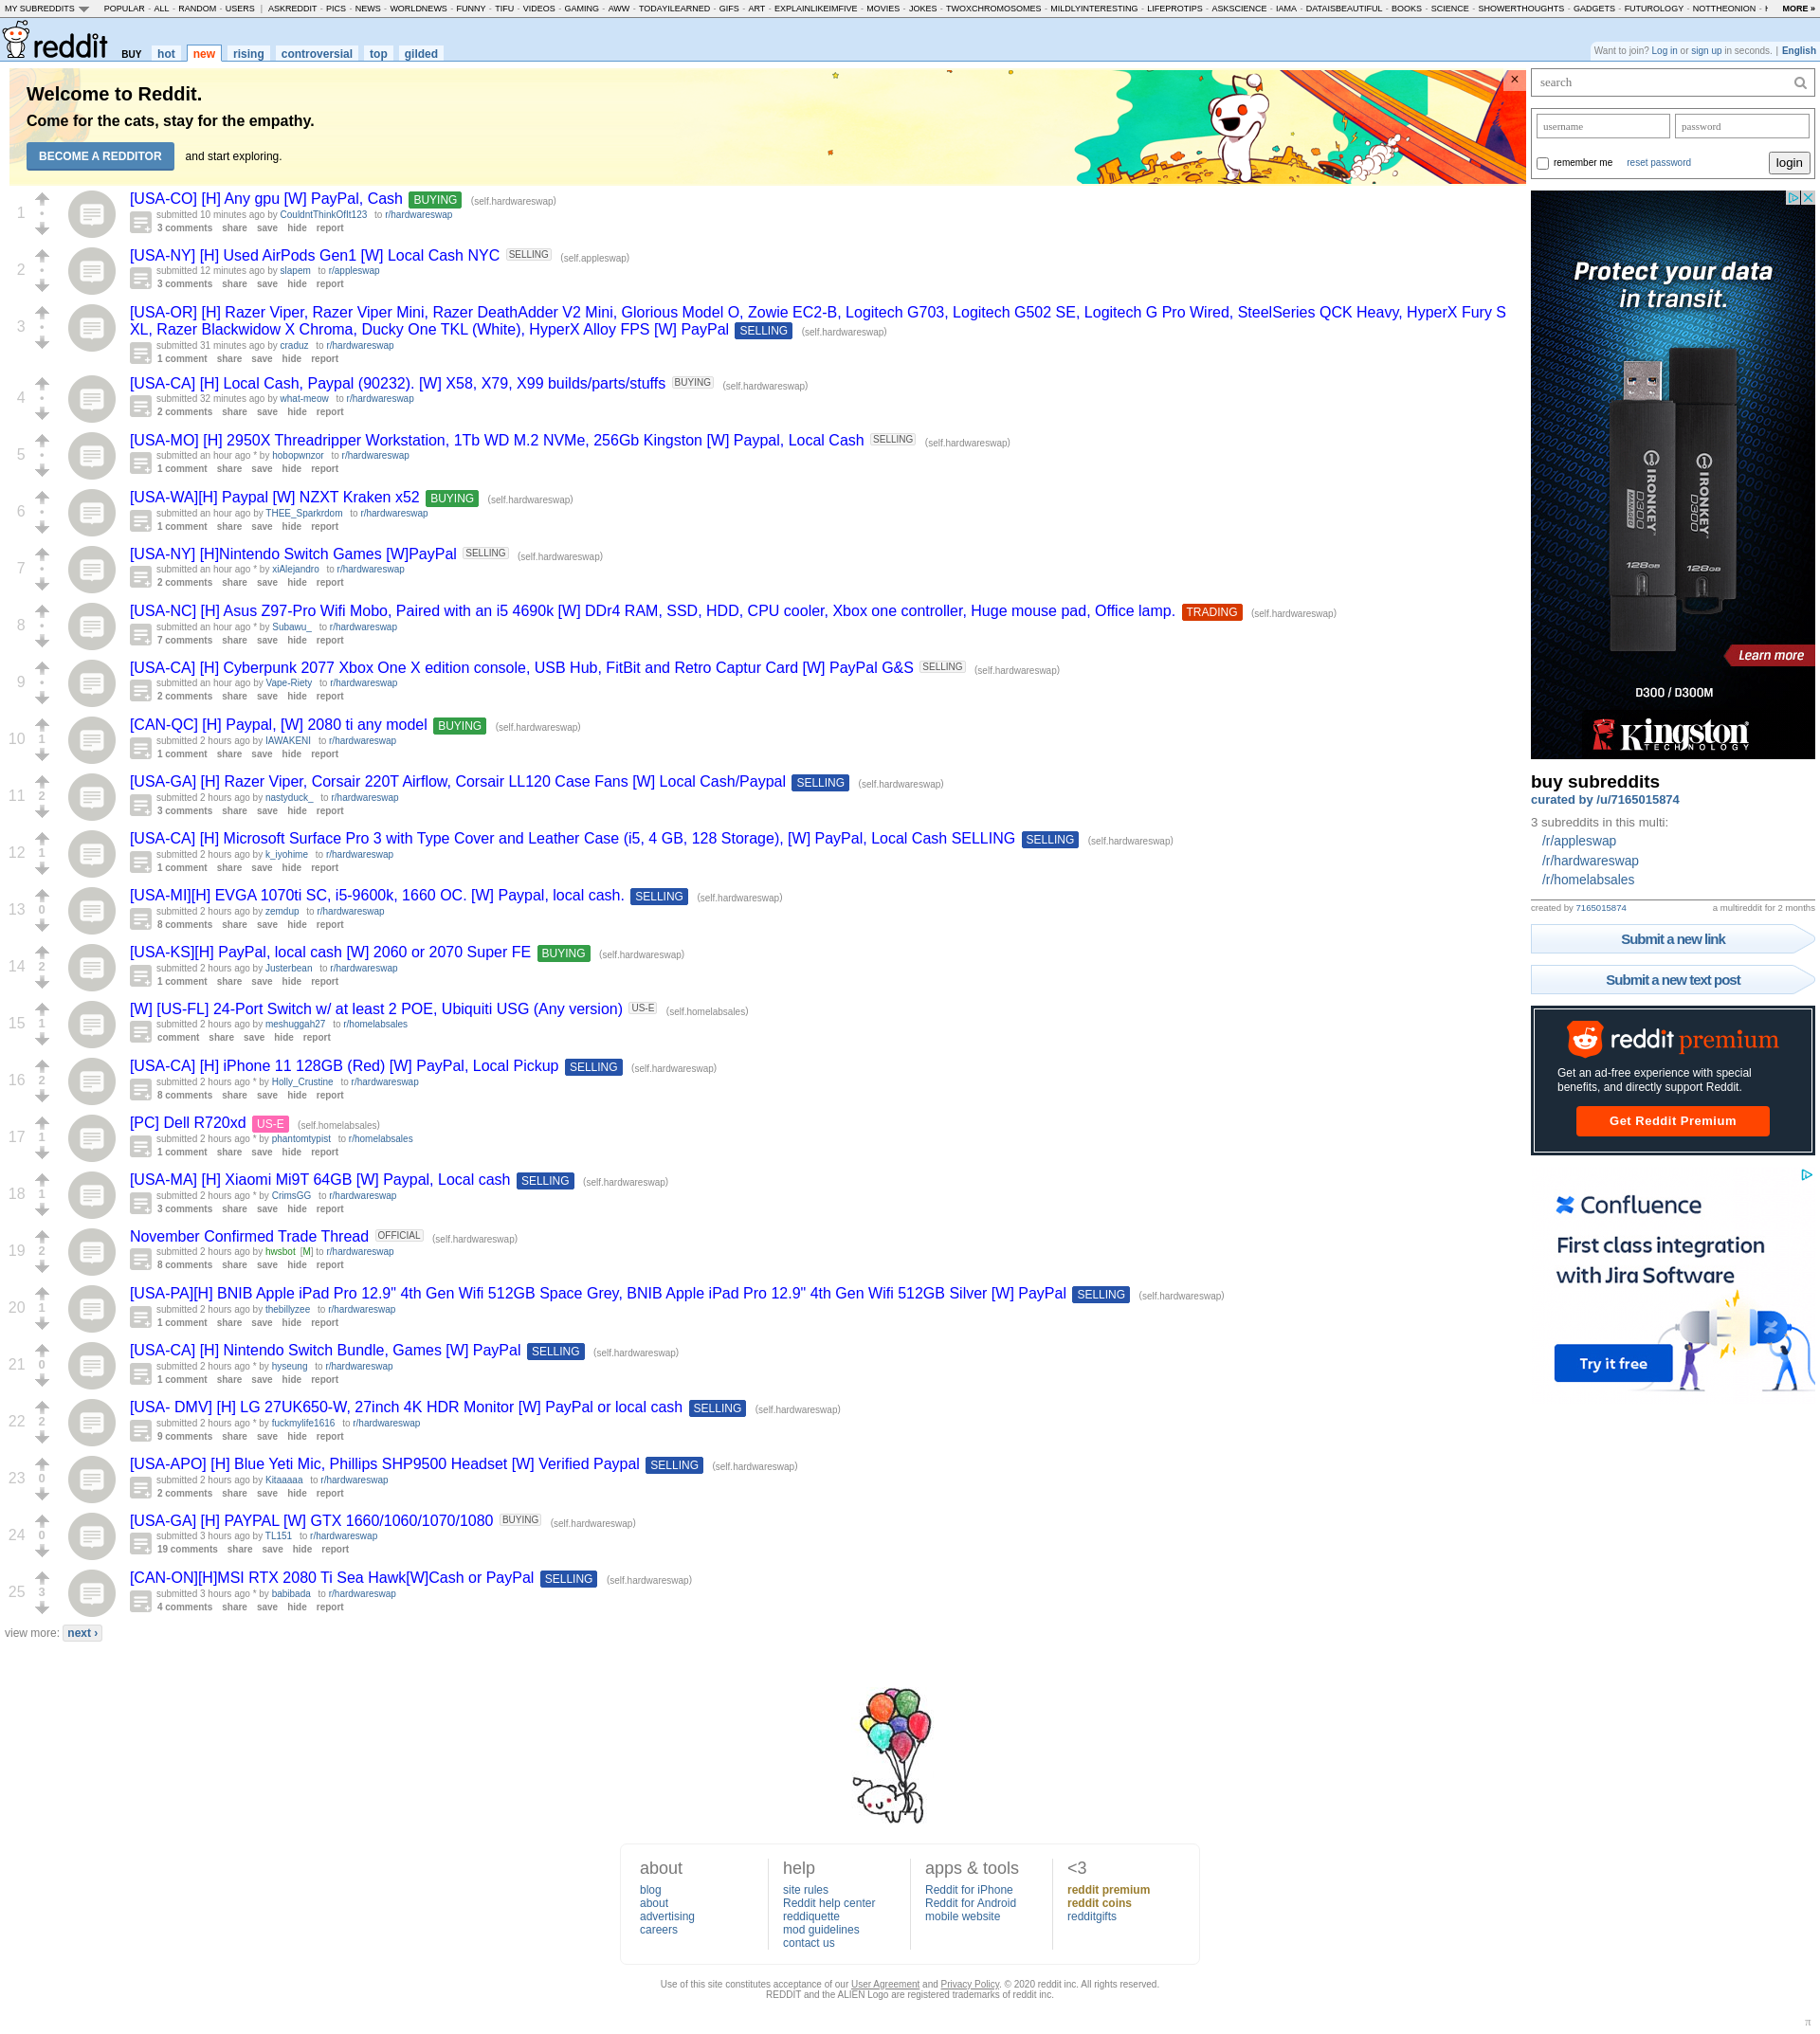 MY SUBREDDITS POPULAR - ALL - RANDOM - USERS | ASKREDDIT - PICS - NEWS - WORLDNEWS - FUNNY - TIFU - VIDEOS - GAMING - AWW - TODAYILEARNED - GIFS - ART - EXPLAINLIKEIMFIVE - MOVIES - JOKES - TWOXCHROMOSOMES - MILDLYINTERESTING - LIFEPROTIPS - ASKSCIENCE - IAMA - DATAISBEAUTIFUL - BOOKS - SCIENCE - SHOWERTHOUGHTS - GADGETS - FUTUROLOGY - NOTTHEONION - MORE »
reddit BUY hot new rising controversial top gilded
Want to join? Log in or sign up in seconds. | English
Welcome to Reddit.
Come for the cats, stay for the empathy.
BECOME A REDDITOR and start exploring.
×
1
[USA-CO] [H] Any gpu [W] PayPal, Cash BUYING (self.hardwareswap)
submitted 10 minutes ago by CouldntThinkOfIt123 to r/hardwareswap
3 comments share save hide report
2
[USA-NY] [H] Used AirPods Gen1 [W] Local Cash NYC SELLING (self.appleswap)
submitted 12 minutes ago by slapem to r/appleswap
3 comments share save hide report
3
[USA-OR] [H] Razer Viper, Razer Viper Mini, Razer DeathAdder V2 Mini, Glorious Model O, Zowie EC2-B, Logitech G703, Logitech G502 SE, Logitech G Pro Wired, SteelSeries QCK Heavy, HyperX Fury S
XL, Razer Blackwidow X Chroma, Ducky One TKL (White), HyperX Alloy FPS [W] PayPal SELLING (self.hardwareswap)
submitted 31 minutes ago by craduz to r/hardwareswap
1 comment share save hide report
4
[USA-CA] [H] Local Cash, Paypal (90232). [W] X58, X79, X99 builds/parts/stuffs BUYING (self.hardwareswap)
submitted 32 minutes ago by what-meow to r/hardwareswap
2 comments share save hide report
5
[USA-MO] [H] 2950X Threadripper Workstation, 1Tb WD M.2 NVMe, 256Gb Kingston [W] Paypal, Local Cash SELLING (self.hardwareswap)
submitted an hour ago * by hobopwnzor to r/hardwareswap
1 comment share save hide report
6
[USA-WA][H] Paypal [W] NZXT Kraken x52 BUYING (self.hardwareswap)
submitted an hour ago by THEE_Sparkrdom to r/hardwareswap
1 comment share save hide report
7
[USA-NY] [H]Nintendo Switch Games [W]PayPal SELLING (self.hardwareswap)
submitted an hour ago * by xiAlejandro to r/hardwareswap
2 comments share save hide report
8
[USA-NC] [H] Asus Z97-Pro Wifi Mobo, Paired with an i5 4690k [W] DDr4 RAM, SSD, HDD, CPU cooler, Xbox one controller, Huge mouse pad, Office lamp. TRADING (self.hardwareswap)
submitted an hour ago * by Subawu_ to r/hardwareswap
7 comments share save hide report
9
[USA-CA] [H] Cyberpunk 2077 Xbox One X edition console, USB Hub, FitBit and Retro Captur Card [W] PayPal G&S SELLING (self.hardwareswap)
submitted an hour ago by Vape-Riety to r/hardwareswap
2 comments share save hide report
10 1
[CAN-QC] [H] Paypal, [W] 2080 ti any model BUYING (self.hardwareswap)
submitted 2 hours ago by IAWAKENI to r/hardwareswap
1 comment share save hide report
11 2
[USA-GA] [H] Razer Viper, Corsair 220T Airflow, Corsair LL120 Case Fans [W] Local Cash/Paypal SELLING (self.hardwareswap)
submitted 2 hours ago by nastyduck_ to r/hardwareswap
3 comments share save hide report
12 1
[USA-CA] [H] Microsoft Surface Pro 3 with Type Cover and Leather Case (i5, 4 GB, 128 Storage), [W] PayPal, Local Cash SELLING SELLING (self.hardwareswap)
submitted 2 hours ago by k_iyohime to r/hardwareswap
1 comment share save hide report
13 0
[USA-MI][H] EVGA 1070ti SC, i5-9600k, 1660 OC. [W] Paypal, local cash. SELLING (self.hardwareswap)
submitted 2 hours ago by zemdup to r/hardwareswap
8 comments share save hide report
14 2
[USA-KS][H] PayPal, local cash [W] 2060 or 2070 Super FE BUYING (self.hardwareswap)
submitted 2 hours ago by Justerbean to r/hardwareswap
1 comment share save hide report
15 1
[W] [US-FL] 24-Port Switch w/ at least 2 POE, Ubiquiti USG (Any version) US-E (self.homelabsales)
submitted 2 hours ago by meshuggah27 to r/homelabsales
comment share save hide report
16 2
[USA-CA] [H] iPhone 11 128GB (Red) [W] PayPal, Local Pickup SELLING (self.hardwareswap)
submitted 2 hours ago * by Holly_Crustine to r/hardwareswap
8 comments share save hide report
17 1
[PC] Dell R720xd US-E (self.homelabsales)
submitted 2 hours ago * by phantomtypist to r/homelabsales
1 comment share save hide report
18 1
[USA-MA] [H] Xiaomi Mi9T 64GB [W] Paypal, Local cash SELLING (self.hardwareswap)
submitted 2 hours ago * by CrimsGG to r/hardwareswap
3 comments share save hide report
19 2
November Confirmed Trade Thread OFFICIAL (self.hardwareswap)
submitted 2 hours ago by hwsbot [M] to r/hardwareswap
8 comments share save hide report
20 1
[USA-PA][H] BNIB Apple iPad Pro 12.9" 4th Gen Wifi 512GB Space Grey, BNIB Apple iPad Pro 12.9" 4th Gen Wifi 512GB Silver [W] PayPal SELLING (self.hardwareswap)
submitted 2 hours ago by thebillyzee to r/hardwareswap
1 comment share save hide report
21 0
[USA-CA] [H] Nintendo Switch Bundle, Games [W] PayPal SELLING (self.hardwareswap)
submitted 2 hours ago * by hyseung to r/hardwareswap
1 comment share save hide report
22 2
[USA- DMV] [H] LG 27UK650-W, 27inch 4K HDR Monitor [W] PayPal or local cash SELLING (self.hardwareswap)
submitted 2 hours ago * by fuckmylife1616 to r/hardwareswap
9 comments share save hide report
23 0
[USA-APO] [H] Blue Yeti Mic, Phillips SHP9500 Headset [W] Verified Paypal SELLING (self.hardwareswap)
submitted 2 hours ago by Kitaaaaa to r/hardwareswap
2 comments share save hide report
24 0
[USA-GA] [H] PAYPAL [W] GTX 1660/1060/1070/1080 BUYING (self.hardwareswap)
submitted 3 hours ago by TL151 to r/hardwareswap
19 comments share save hide report
25 3
[CAN-ON][H]MSI RTX 2080 Ti Sea Hawk[W]Cash or PayPal SELLING (self.hardwareswap)
submitted 3 hours ago * by babibada to r/hardwareswap
4 comments share save hide report
view more: next ›
search
username password
remember me reset password login
Protect your data
in transit.
IRONKEY D300 MANAGED
IRONKEY D300
128GB 128GB
Learn more
D300 / D300M
Kingston
TECHNOLOGY
buy subreddits
curated by /u/7165015874
3 subreddits in this multi:
/r/appleswap
/r/hardwareswap
/r/homelabsales
created by 7165015874 a multireddit for 2 months
Submit a new link
Submit a new text post
reddit premium
Get an ad-free experience with special
benefits, and directly support Reddit.
Get Reddit Premium
Confluence
First class integration
with Jira Software
Try it free
about
blog
about
advertising
careers
help
site rules
Reddit help center
reddiquette
mod guidelines
contact us
apps & tools
Reddit for iPhone
Reddit for Android
mobile website
<3
reddit premium
reddit coins
redditgifts
Use of this site constitutes acceptance of our User Agreement and Privacy Policy. © 2020 reddit inc. All rights reserved.
REDDIT and the ALIEN Logo are registered trademarks of reddit inc.
π